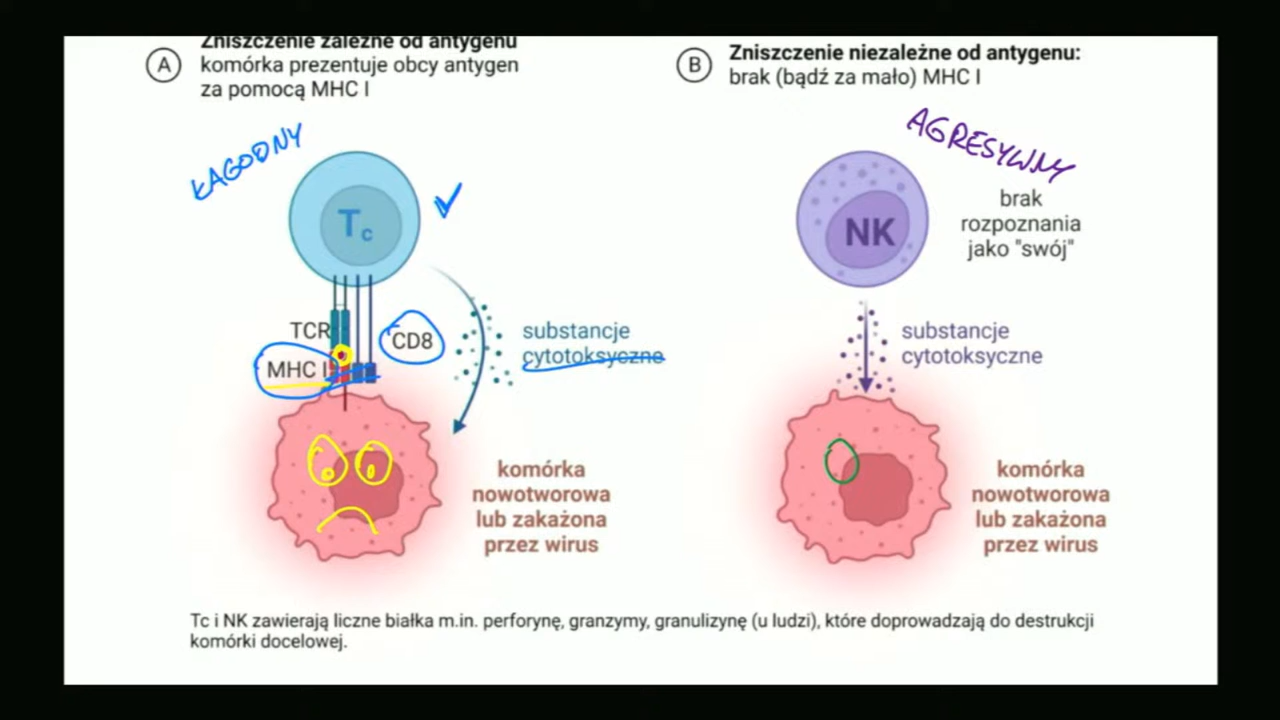 A
Zniszczenie zależne od antygenu
komórka prezentuje obcy antygen
za pomocą MHC I
B
Zniszczenie niezależne od antygenu:
brak (bądź za mało) MHC I
ŁAGODNY
AGRESYWNY
Tc
NK
brak
rozpoznania
jako "swój"
TCR
CD8
MHC I
substancje
cytotoksyczne
substancje
cytotoksyczne
komórka
nowotworowa
lub zakażona
przez wirus
komórka
nowotworowa
lub zakażona
przez wirus
Tc i NK zawierają liczne białka m.in. perforynę, granzymy, granulizynę (u ludzi), które doprowadzają do destrukcji
komórki docelowej.